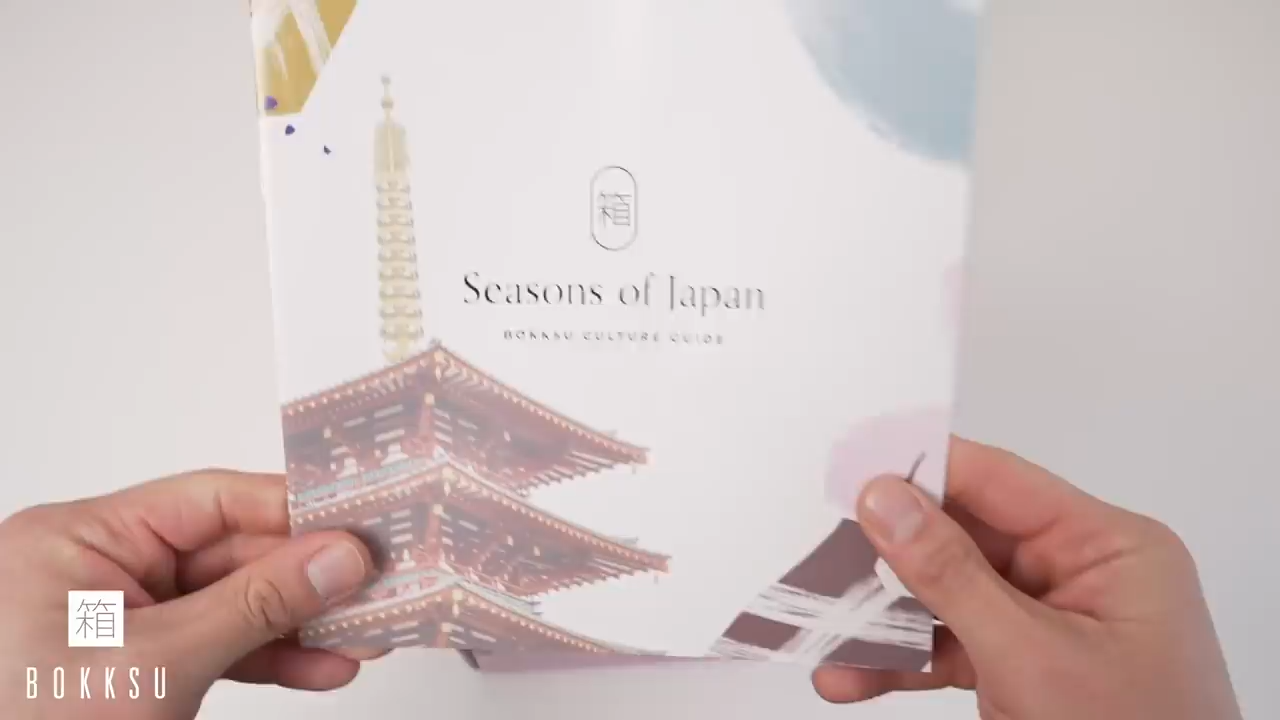 箱
Seasons of Japan
BOKKSU CULTURE GUIDE
箱
BOKKSU